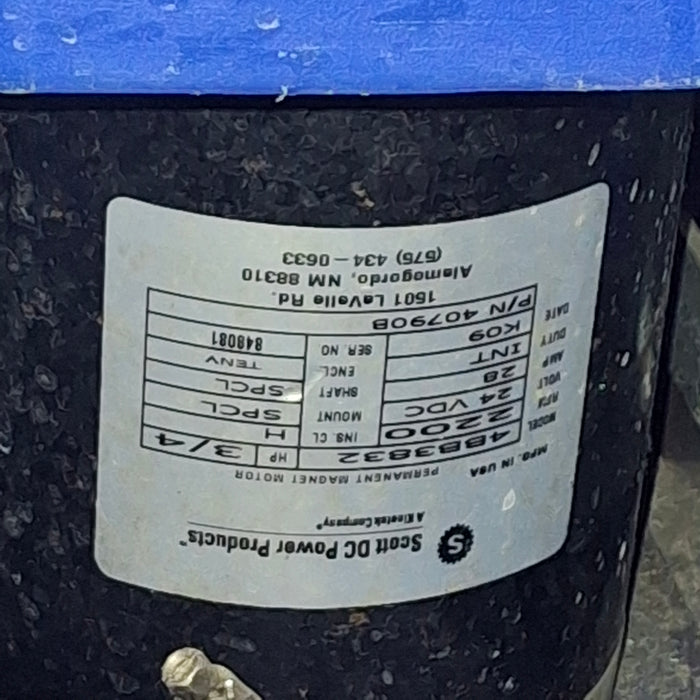 Scott DC Power Products™
A Kinetek Company®
MFG. IN USA PERMANENT MAGNET MOTOR
MODEL 4BB3832 HP 3/4
RPM 2200 INS. CL. H
VOLT 24 VDC MOUNT SPCL
AMP 28 SHAFT SPCL
DUTY INT ENCL. TENV
DATE K09 SER. NO 848081
P/N 40790B
1501 LaVelle Rd.
Alamogordo, NM 88310
(575) 434-0633